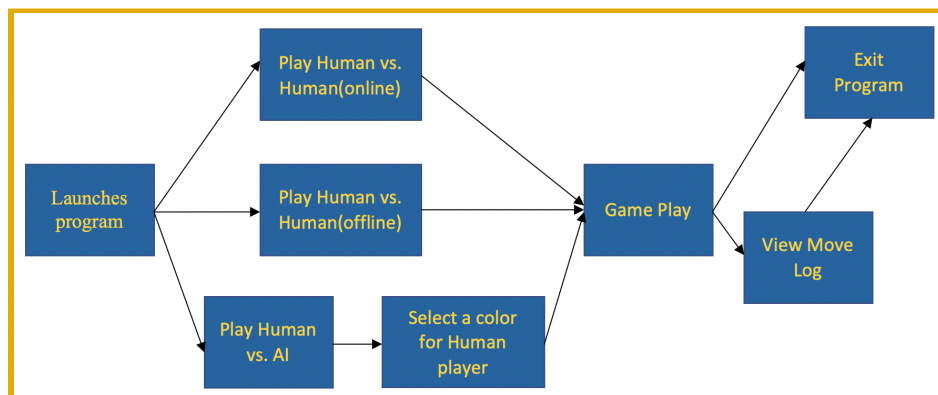 Launches
program
Play Human vs.
Human(online)
Play Human vs.
Human(offline)
Play Human
vs. AI
Select a color
for Human
player
Game Play
Exit
Program
View Move
Log